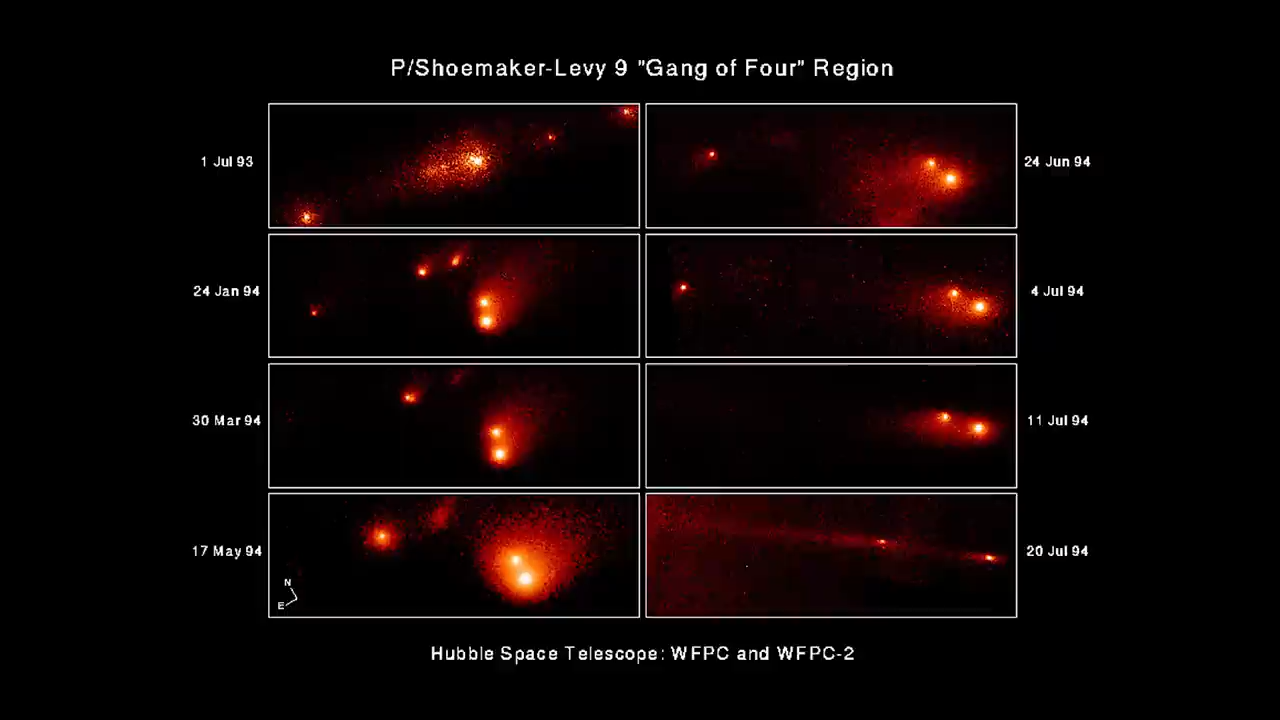 P/Shoemaker-Levy 9 "Gang of Four" Region
1 Jul 93
24 Jun 94
24 Jan 94
4 Jul 94
30 Mar 94
11 Jul 94
17 May 94
20 Jul 94
N
E
Hubble Space Telescope: WFPC and WFPC-2